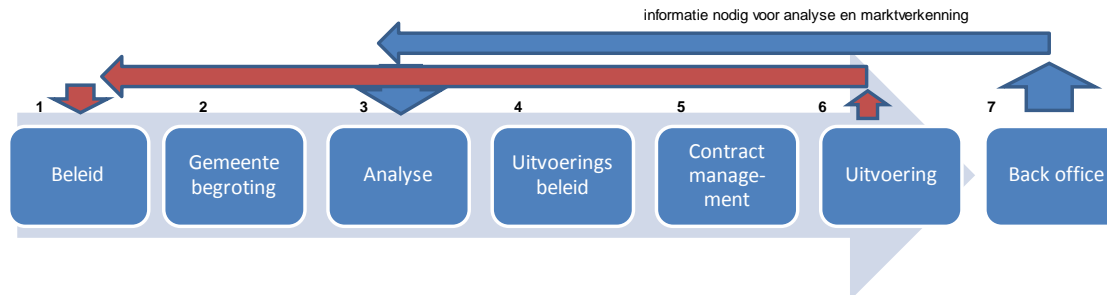 informatie nodig voor analyse en marktverkenning
1
2
3
4
5
6
7
Beleid
Gemeente
begroting
Analyse
Uitvoerings
beleid
Contract
manage-
ment
Uitvoering
Back office